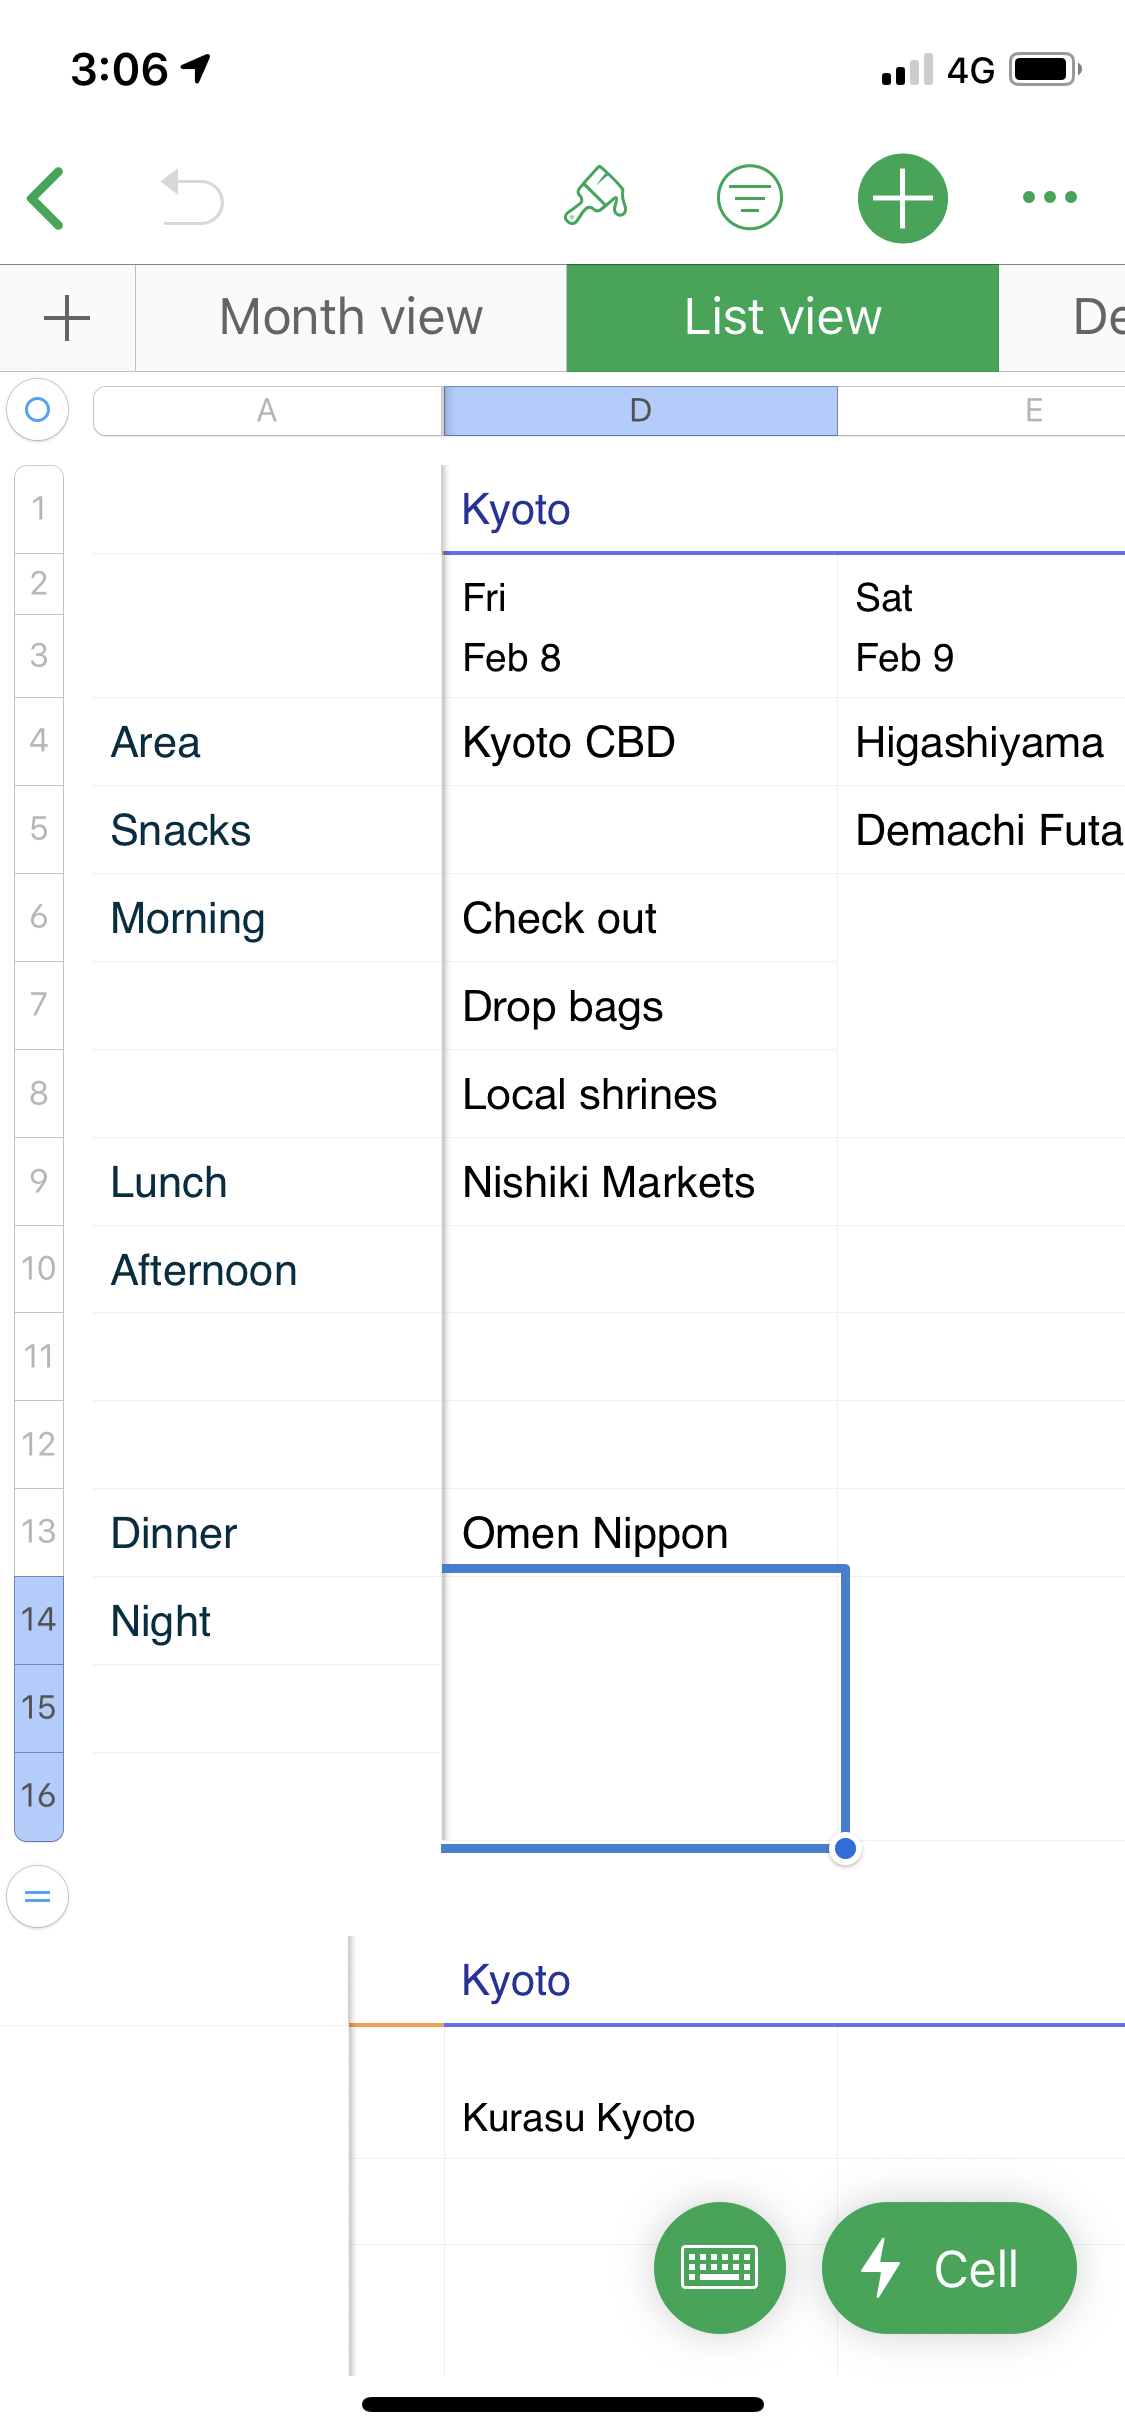 3:06
4G
Month view
List view
De
A
D
E
1
Kyoto
2
Fri
Sat
3
Feb 8
Feb 9
4
Area
Kyoto CBD
Higashiyama
5
Snacks
Demachi Futa
6
Morning
Check out
7
Drop bags
8
Local shrines
9
Lunch
Nishiki Markets
10
Afternoon
11
12
13
Dinner
Omen Nippon
14
Night
15
16
Kyoto
Kurasu Kyoto
Cell